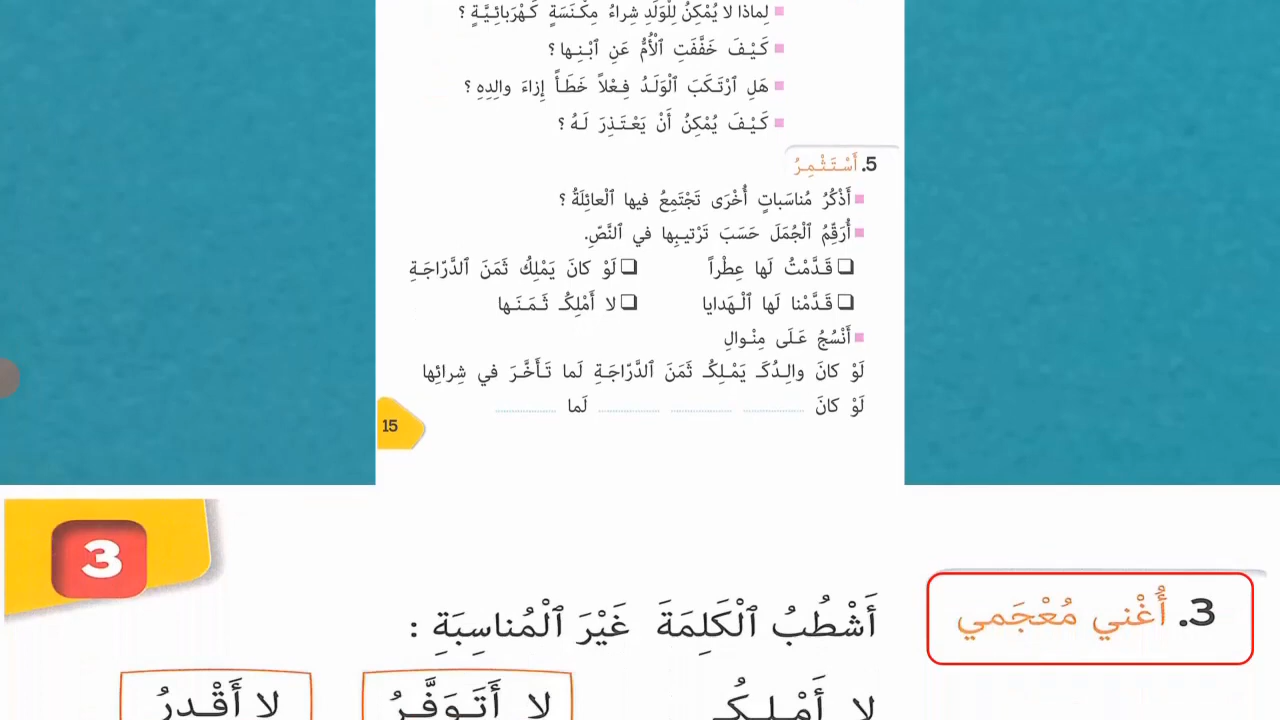 لِماذا لا يُمْكِنُ لِلْوَلَدِ شِراءُ مِكْنَسَةٍ كَهْرَبائِيَّةٍ ؟
كَيْفَ خَفَّفَتِ ٱلْأُمُّ عَنِ ٱبْنِها ؟
هَلِ ٱرْتَكَبَ ٱلْوَلَدُ فِعْلاً خَطَأً إِزاءَ والِدِهِ ؟
كَيْفَ يُمْكِنُ أَنْ يَعْتَذِرَ لَهُ ؟
5. أَسْتَثْمِرُ
أَذْكُرُ مُناسَباتٍ أُخْرَى تَجْتَمِعُ فيها ٱلْعائِلَةُ ؟
أُرَقِّمُ ٱلْجُمَلَ حَسَبَ تَرْتيبِها في ٱلنَّصِّ.
❑ قَدَّمْتُ لَها عِطْراً ❑ لَوْ كانَ يَمْلِكُ ثَمَنَ ٱلدَّرّاجَةِ
❑ قَدَّمْنا لَها ٱلْهَدايا ❑ لا أَمْلِكُ ثَمَنَها
أَنْسُجُ عَلَى مِنْوالِ
لَوْ كانَ والِدُكَ يَمْلِكُ ثَمَنَ ٱلدَّرّاجَةِ لَما تَأَخَّرَ في شِرائِها
لَوْ كانَ ........ ........ ........ لَما ........
15
3
3. أُغْني مُعْجَمي
أَشْطُبُ ٱلْكَلِمَةَ غَيْرَ ٱلْمُناسِبَةِ :
لا أَمْلِكُ لا أَتَوَفَّرُ لا أَقْدِرُ